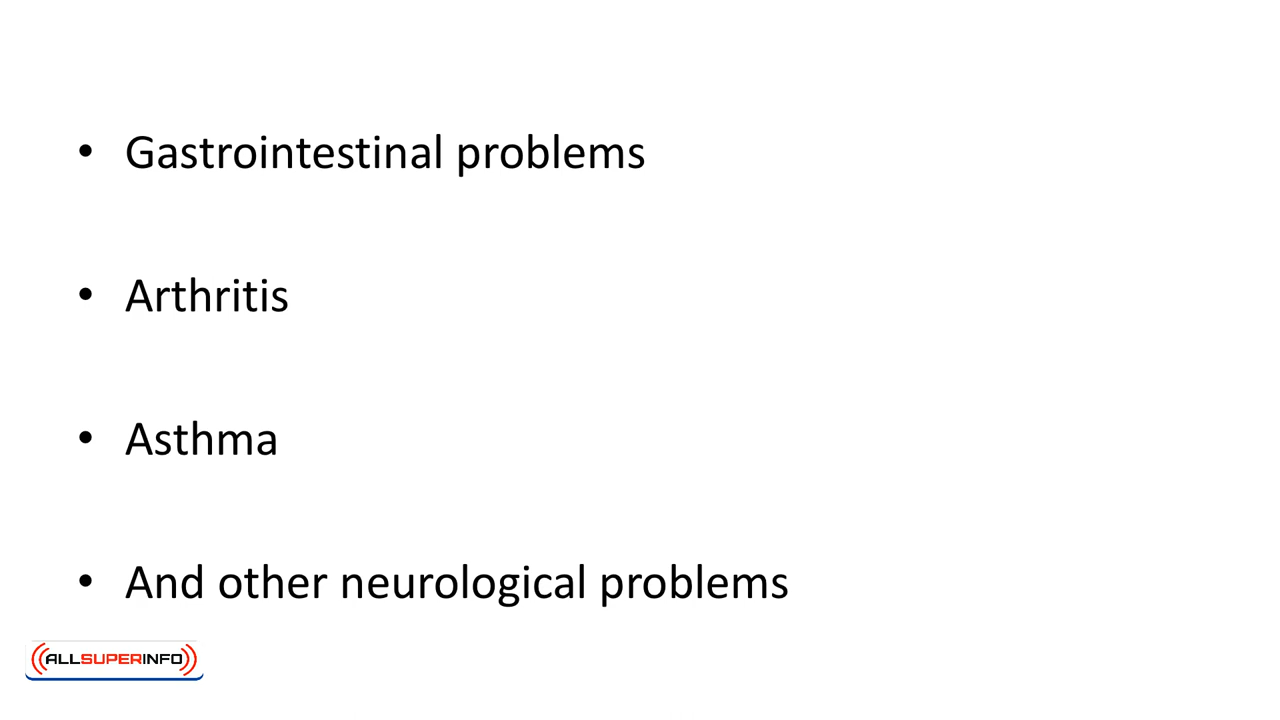 • Gastrointestinal problems
• Arthritis
• Asthma
• And other neurological problems
ALLSUPERINFO